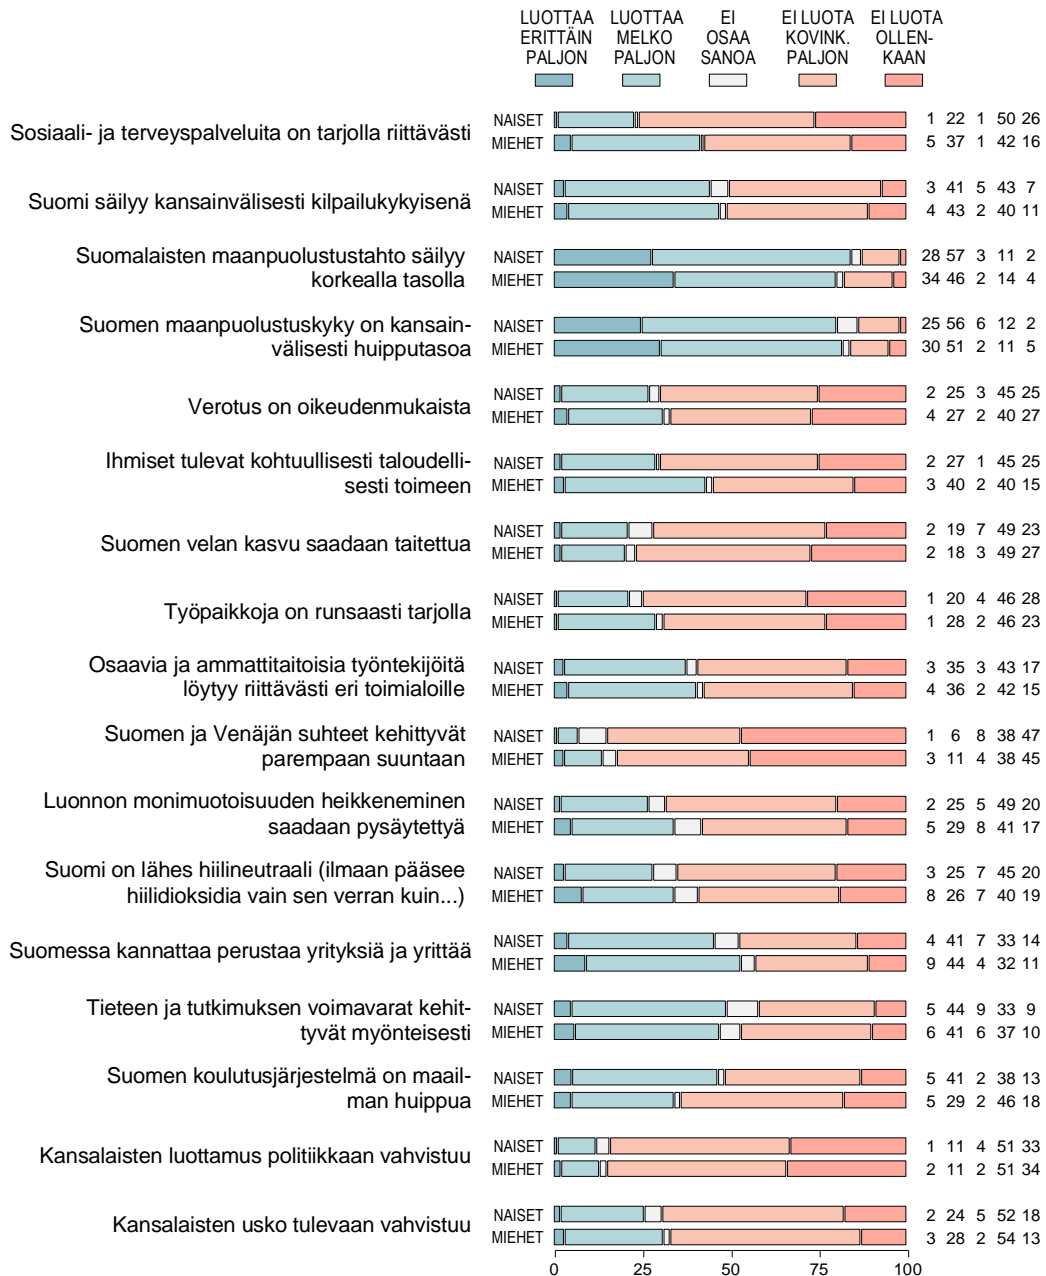 LUOTTAA ERITTÄIN PALJON
LUOTTAA MELKO PALJON
EI OSAA SANOA
EI LUOTA KOVINK. PALJON
EI LUOTA OLLEN- KAAN
Sosiaali- ja terveyspalveluita on tarjolla riittävästi
NAISET 1 22 1 50 26
MIEHET 5 37 1 42 16
Suomi säilyy kansainvälisesti kilpailukykyisenä
NAISET 3 41 5 43 7
MIEHET 4 43 2 40 11
Suomalaisten maanpuolustustahto säilyy
korkealla tasolla
NAISET 28 57 3 11 2
MIEHET 34 46 2 14 4
Suomen maanpuolustuskyky on kansain-
välisesti huipputasoa
NAISET 25 56 6 12 2
MIEHET 30 51 2 11 5
Verotus on oikeudenmukaista
NAISET 2 25 3 45 25
MIEHET 4 27 2 40 27
Ihmiset tulevat kohtuullisesti taloudelli-
sesti toimeen
NAISET 2 27 1 45 25
MIEHET 3 40 2 40 15
Suomen velan kasvu saadaan taitettua
NAISET 2 19 7 49 23
MIEHET 2 18 3 49 27
Työpaikkoja on runsaasti tarjolla
NAISET 1 20 4 46 28
MIEHET 1 28 2 46 23
Osaavia ja ammattitaitoisia työntekijöitä
löytyy riittävästi eri toimialoille
NAISET 3 35 3 43 17
MIEHET 4 36 2 42 15
Suomen ja Venäjän suhteet kehittyvät
parempaan suuntaan
NAISET 1 6 8 38 47
MIEHET 3 11 4 38 45
Luonnon monimuotoisuuden heikkeneminen
saadaan pysäytettyä
NAISET 2 25 5 49 20
MIEHET 5 29 8 41 17
Suomi on lähes hiilineutraali (ilmaan pääsee
hiilidioksidia vain sen verran kuin...)
NAISET 3 25 7 45 20
MIEHET 8 26 7 40 19
Suomessa kannattaa perustaa yrityksiä ja yrittää
NAISET 4 41 7 33 14
MIEHET 9 44 4 32 11
Tieteen ja tutkimuksen voimavarat kehit-
tyvät myönteisesti
NAISET 5 44 9 33 9
MIEHET 6 41 6 37 10
Suomen koulutusjärjestelmä on maail-
man huippua
NAISET 5 41 2 38 13
MIEHET 5 29 2 46 18
Kansalaisten luottamus politiikkaan vahvistuu
NAISET 1 11 4 51 33
MIEHET 2 11 2 51 34
Kansalaisten usko tulevaan vahvistuu
NAISET 2 24 5 52 18
MIEHET 3 28 2 54 13
0 25 50 75 100